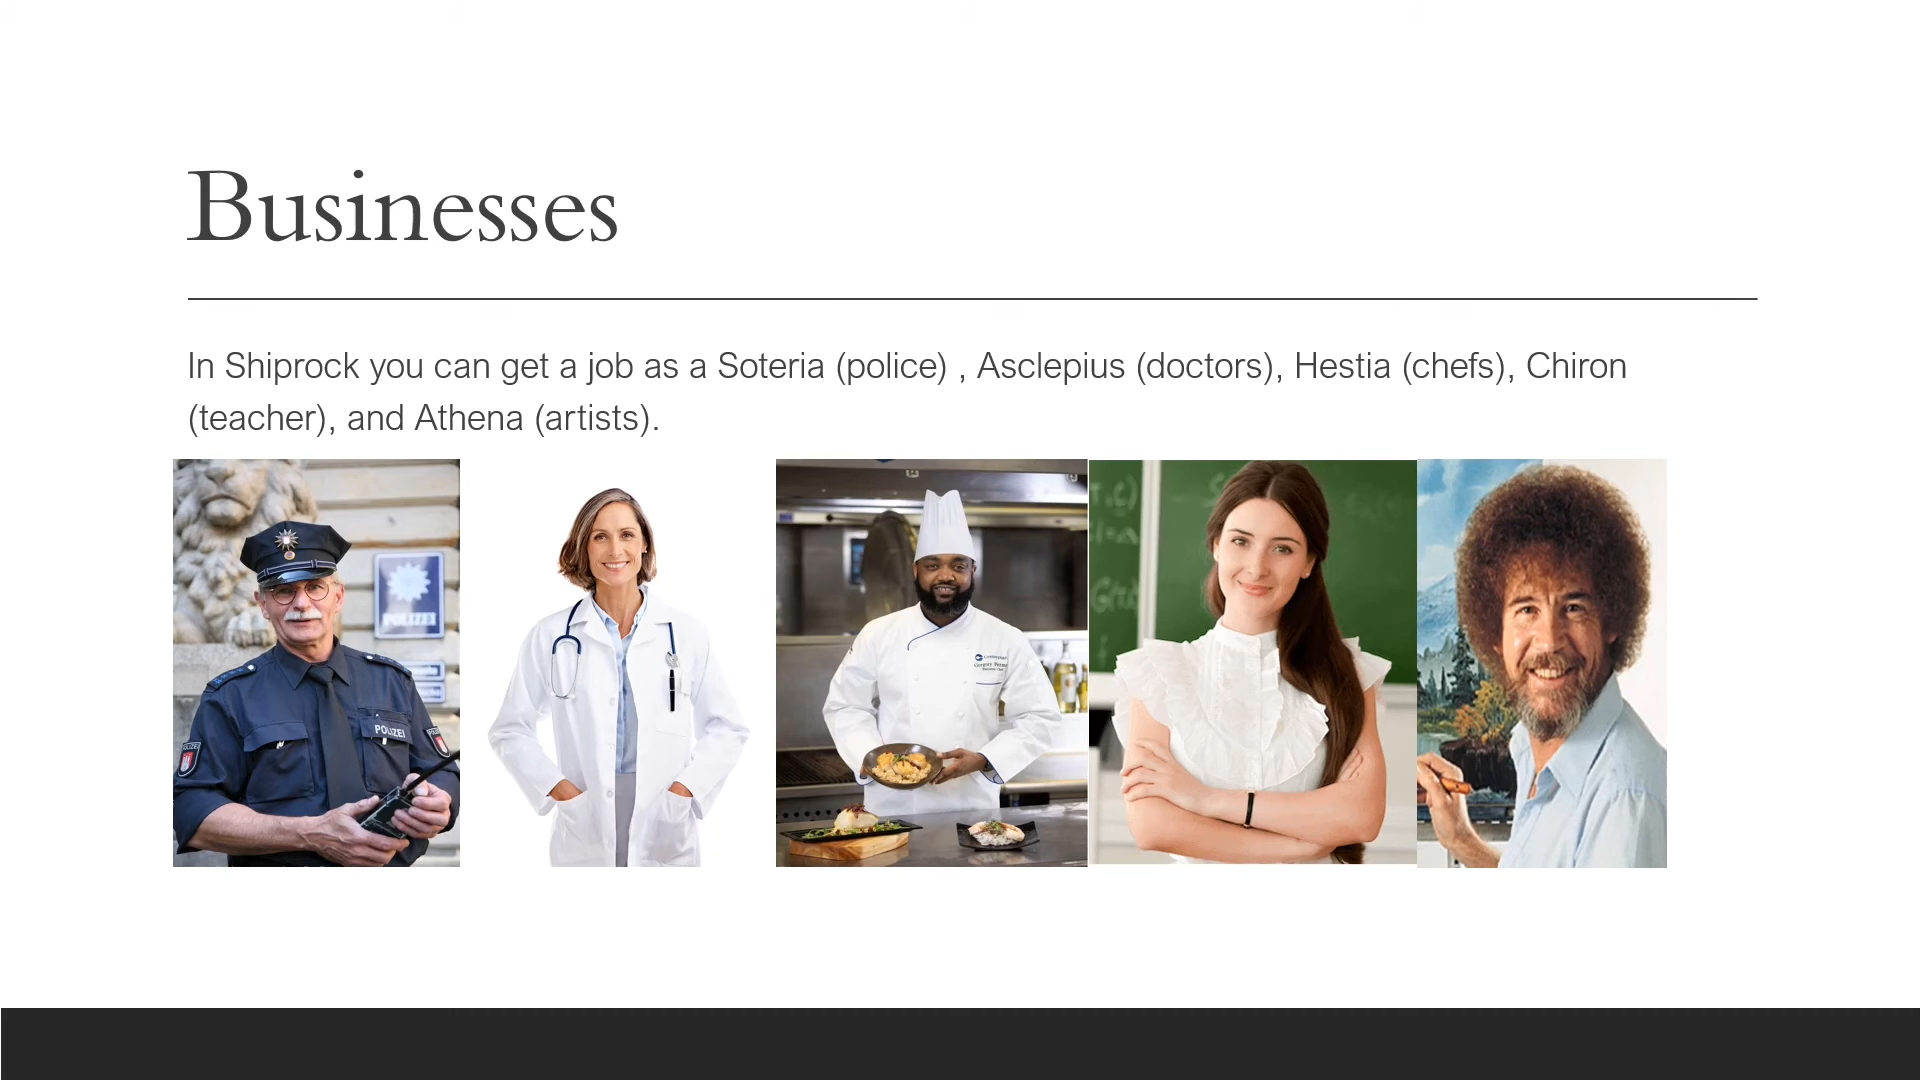 Businesses
In Shiprock you can get a job as a Soteria (police) , Asclepius (doctors), Hestia (chefs), Chiron
(teacher), and Athena (artists).
POLIZEI
POLIZEI
POLIZEI